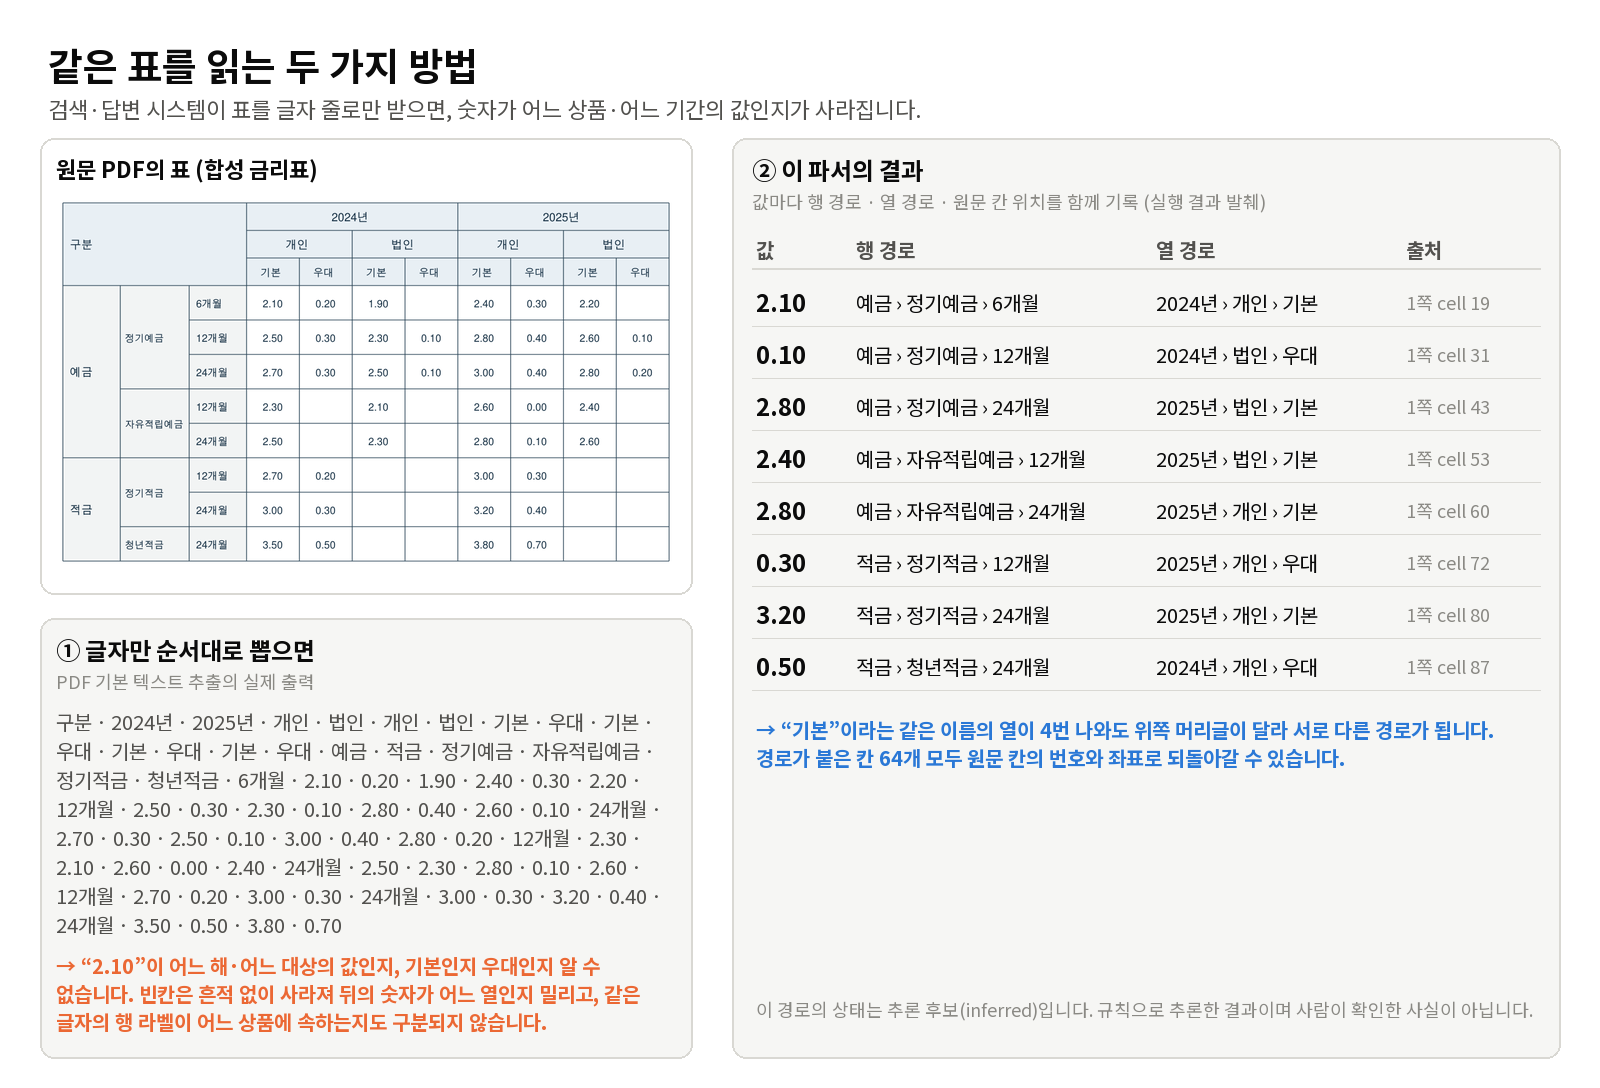 같은 표를 읽는 두 가지 방법
검색·답변 시스템이 표를 글자 줄로만 받으면, 숫자가 어느 상품·어느 기간의 값인지가 사라집니다.
원문 PDF의 표 (합성 금리표)
구분 2024년 2025년
개인 법인 개인 법인
기본 우대 기본 우대 기본 우대 기본 우대
예금 정기예금 6개월 2.10 0.20 1.90 2.40 0.30 2.20
12개월 2.50 0.30 2.30 0.10 2.80 0.40 2.60 0.10
24개월 2.70 0.30 2.50 0.10 3.00 0.40 2.80 0.20
자유적립예금 12개월 2.30 2.10 2.60 0.00 2.40
24개월 2.50 2.30 2.80 0.10 2.60
적금 정기적금 12개월 2.70 0.20 3.00 0.30
24개월 3.00 0.30 3.20 0.40
청년적금 24개월 3.50 0.50 3.80 0.70
① 글자만 순서대로 뽑으면
PDF 기본 텍스트 추출의 실제 출력
구분 · 2024년 · 2025년 · 개인 · 법인 · 개인 · 법인 · 기본 · 우대 · 기본 ·
우대 · 기본 · 우대 · 기본 · 우대 · 예금 · 적금 · 정기예금 · 자유적립예금 ·
정기적금 · 청년적금 · 6개월 · 2.10 · 0.20 · 1.90 · 2.40 · 0.30 · 2.20 ·
12개월 · 2.50 · 0.30 · 2.30 · 0.10 · 2.80 · 0.40 · 2.60 · 0.10 · 24개월 ·
2.70 · 0.30 · 2.50 · 0.10 · 3.00 · 0.40 · 2.80 · 0.20 · 12개월 · 2.30 ·
2.10 · 2.60 · 0.00 · 2.40 · 24개월 · 2.50 · 2.30 · 2.80 · 0.10 · 2.60 ·
12개월 · 2.70 · 0.20 · 3.00 · 0.30 · 24개월 · 3.00 · 0.30 · 3.20 · 0.40 ·
24개월 · 3.50 · 0.50 · 3.80 · 0.70
→ “2.10”이 어느 해·어느 대상의 값인지, 기본인지 우대인지 알 수
없습니다. 빈칸은 흔적 없이 사라져 뒤의 숫자가 어느 열인지 밀리고, 같은
글자의 행 라벨이 어느 상품에 속하는지도 구분되지 않습니다.
② 이 파서의 결과
값마다 행 경로 · 열 경로 · 원문 칸 위치를 함께 기록 (실행 결과 발췌)
값 행 경로 열 경로 출처
2.10 예금 › 정기예금 › 6개월 2024년 › 개인 › 기본 1쪽 cell 19
0.10 예금 › 정기예금 › 12개월 2024년 › 법인 › 우대 1쪽 cell 31
2.80 예금 › 정기예금 › 24개월 2025년 › 법인 › 기본 1쪽 cell 43
2.40 예금 › 자유적립예금 › 12개월 2025년 › 법인 › 기본 1쪽 cell 53
2.80 예금 › 자유적립예금 › 24개월 2025년 › 개인 › 기본 1쪽 cell 60
0.30 적금 › 정기적금 › 12개월 2025년 › 개인 › 우대 1쪽 cell 72
3.20 적금 › 정기적금 › 24개월 2025년 › 개인 › 기본 1쪽 cell 80
0.50 적금 › 청년적금 › 24개월 2024년 › 개인 › 우대 1쪽 cell 87
→ “기본”이라는 같은 이름의 열이 4번 나와도 위쪽 머리글이 달라 서로 다른 경로가 됩니다.
경로가 붙은 칸 64개 모두 원문 칸의 번호와 좌표로 되돌아갈 수 있습니다.
이 경로의 상태는 추론 후보(inferred)입니다. 규칙으로 추론한 결과이며 사람이 확인한 사실이 아닙니다.